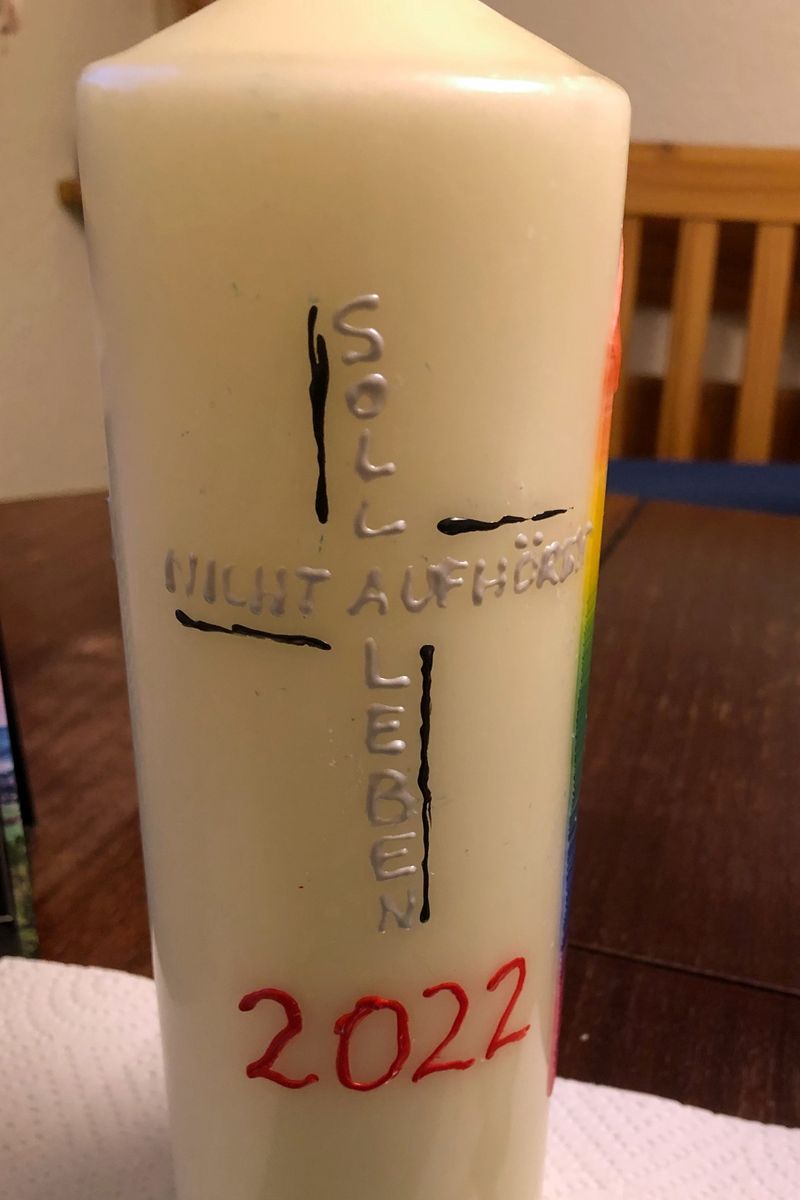 SOLL
NICHT AUFHÖREN
LEBEN
2022